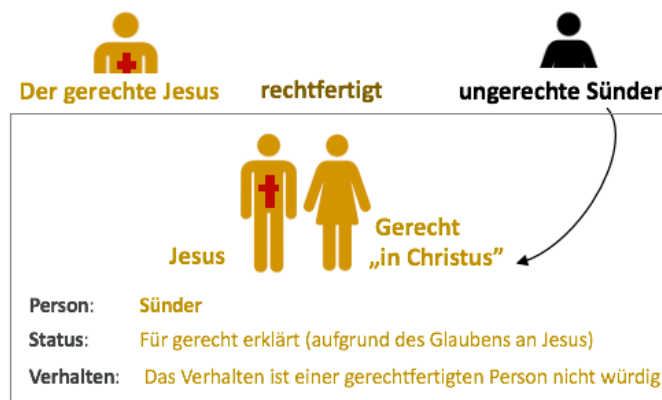 Der gerechte Jesus rechtfertigt ungerechte Sünder
Jesus
Gerecht
„in Christus”
Person: Sünder
Status: Für gerecht erklärt (aufgrund des Glaubens an Jesus)
Verhalten: Das Verhalten ist einer gerechtfertigten Person nicht würdig